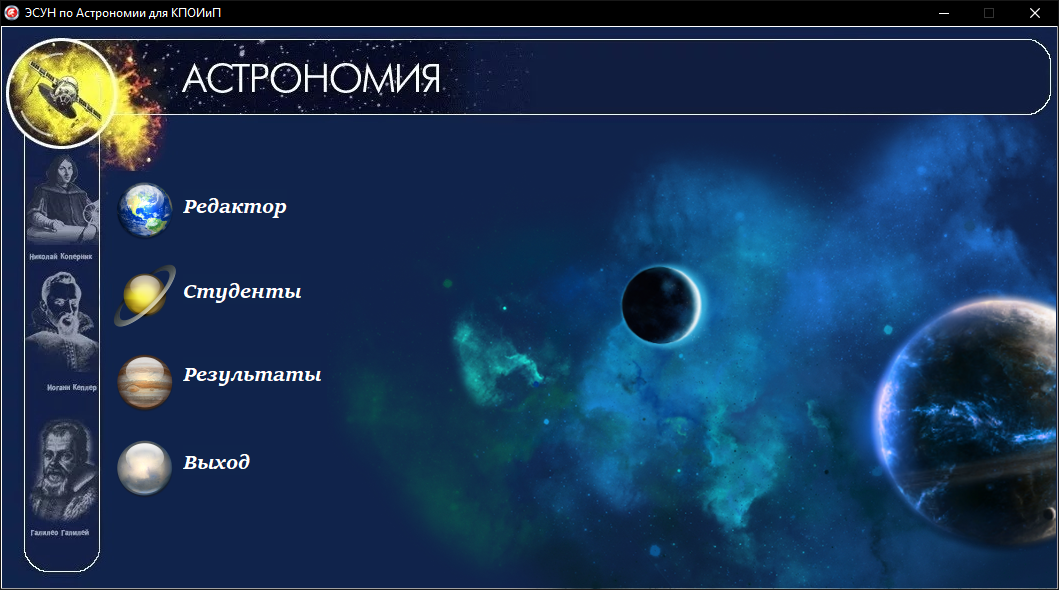 ЭСУН по Астрономии для КПОИиП
АСТРОНОМИЯ
Николай Коперник
Иоганн Кеплер
Галилео Галилей
Редактор
Студенты
Результаты
Выход